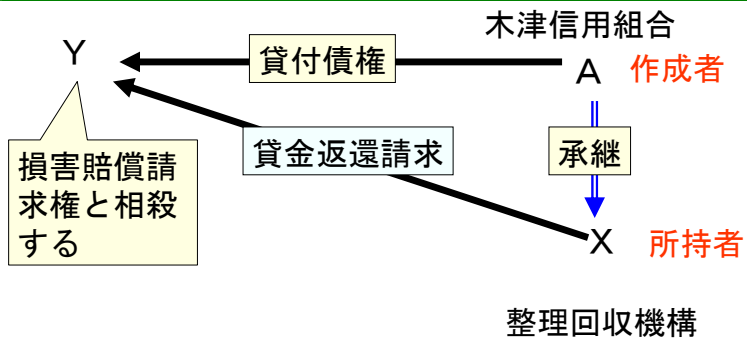 木津信用組合
Y
貸付債権
A
作成者
損害賠償請
求権と相殺
する
貸金返還請求
承継
X
所持者
整理回収機構